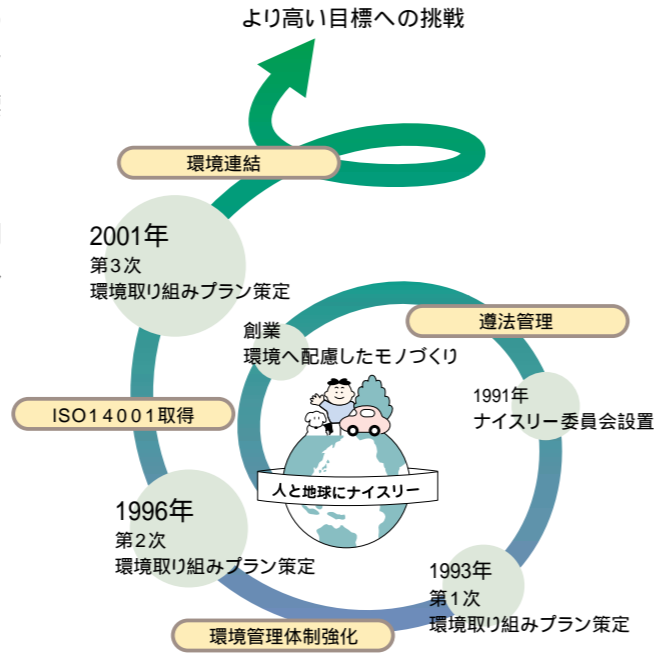 より高い目標への挑戦
環境連結
2001年
第3次
環境取り組みプラン策定
創業
環境へ配慮したモノづくり
遵法管理
1991年
ナイスリー委員会設置
ISO14001取得
人と地球にナイスリー
1996年
第2次
環境取り組みプラン策定
1993年
第1次
環境取り組みプラン策定
環境管理体制強化